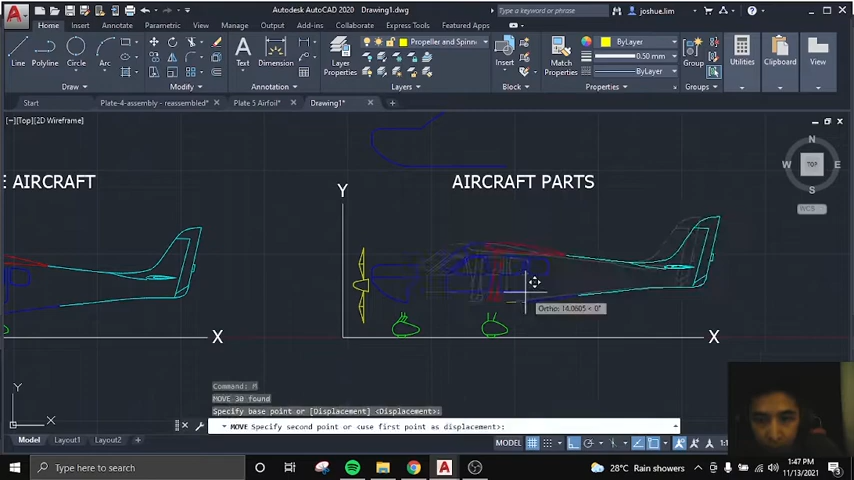 Autodesk AutoCAD 2020 Drawing1.dwg
Type a keyword or phrase
joshue.lim
Home Insert Annotate Parametric View Manage Output Add-ins Collaborate Express Tools Featured Apps
Line Polyline Circle Arc
Text Dimension
Layer Properties
Propeller and Spinn
Insert
Match Properties
ByLayer
0.50 mm
ByLayer
Group
Utilities
Clipboard
View
Draw Modify Annotation Layers Block Properties Groups
Start Plate-4-assembly - reassembled* Plate 5 Airfoil* Drawing1*
[-][Top][2D Wireframe]
N
W TOP E
S
WCS
E AIRCRAFT
AIRCRAFT PARTS
Y
Ortho: 14.0605 < 0°
X
X
Y
X
Command: M
MOVE 30 found
Specify base point or [Displacement] <Displacement>:
MOVE Specify second point or <use first point as displacement>:
Model Layout1 Layout2
MODEL
1:1
Type here to search
28°C Rain showers
1:47 PM
11/13/2021